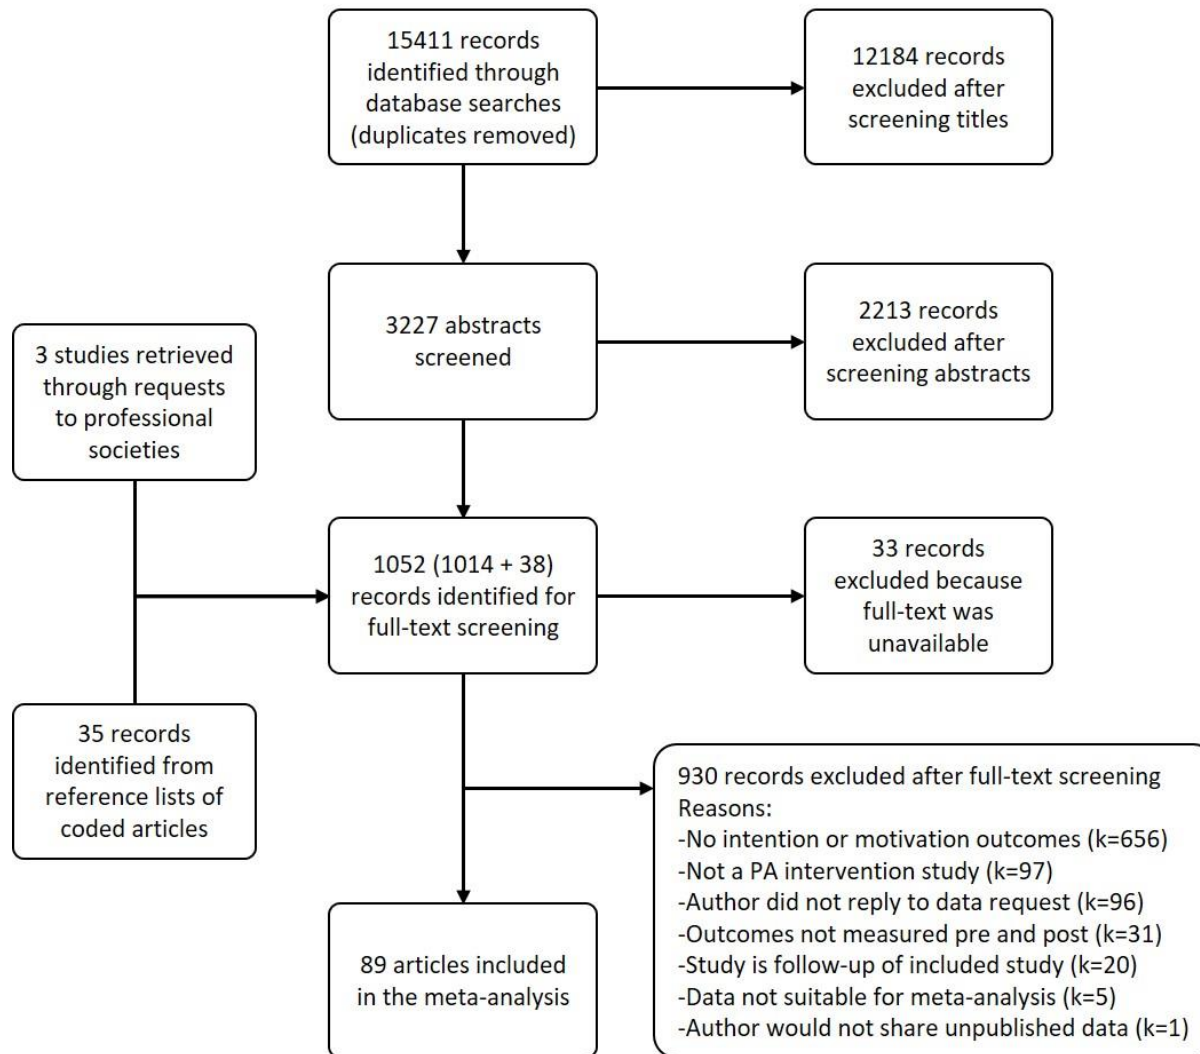 15411 records
identified through
database searches
(duplicates removed)
12184 records
excluded after
screening titles
3227 abstracts
screened
2213 records
excluded after
screening abstracts
3 studies retrieved
through requests
to professional
societies
1052 (1014 + 38)
records identified for
full-text screening
33 records
excluded because
full-text was
unavailable
35 records
identified from
reference lists of
coded articles
930 records excluded after full-text screening
Reasons:
-No intention or motivation outcomes (k=656)
-Not a PA intervention study (k=97)
-Author did not reply to data request (k=96)
-Outcomes not measured pre and post (k=31)
-Study is follow-up of included study (k=20)
-Data not suitable for meta-analysis (k=5)
-Author would not share unpublished data (k=1)
89 articles included
in the meta-analysis